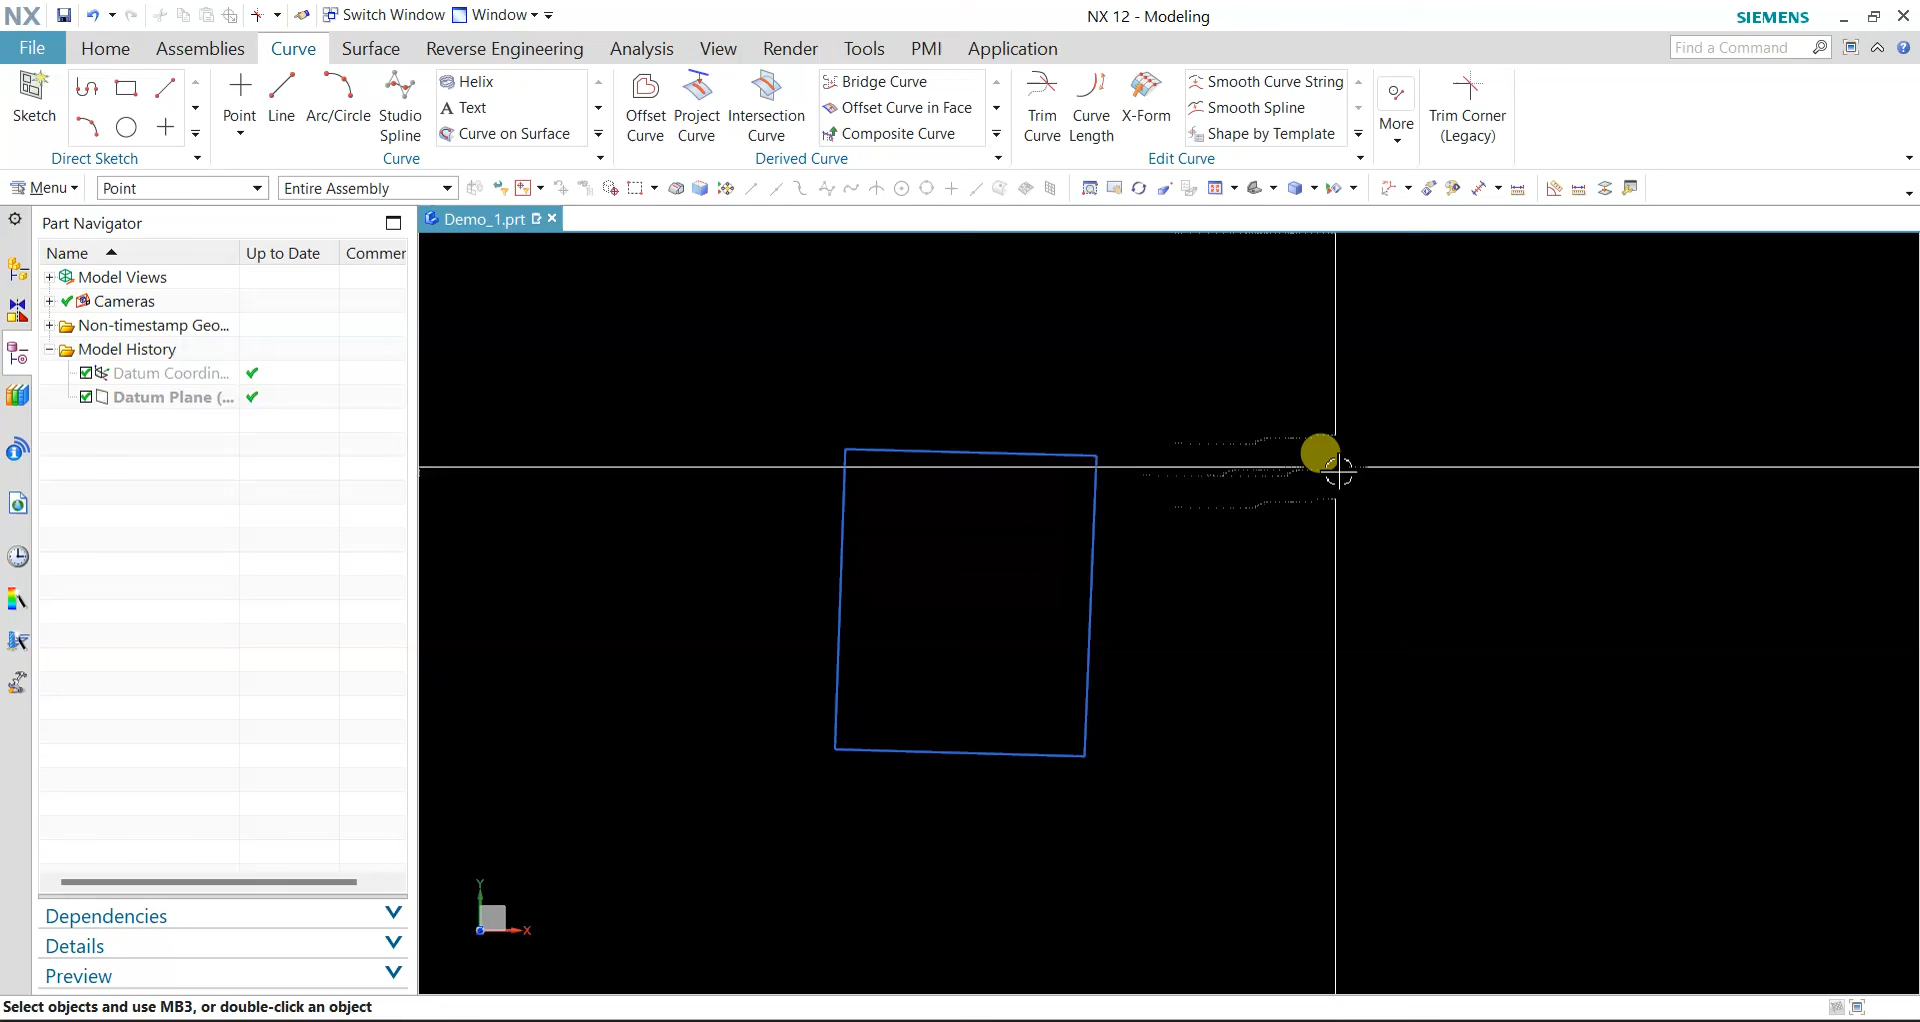 NX Switch Window Window NX 12 - Modeling SIEMENS
File Home Assemblies Curve Surface Reverse Engineering Analysis View Render Tools PMI Application Find a Command
Sketch
Direct Sketch
Point Line Arc/Circle Studio Spline
Helix
Text
Curve on Surface
Curve
Offset Curve Project Curve Intersection Curve
Bridge Curve
Offset Curve in Face
Composite Curve
Derived Curve
Trim Curve Curve Length X-Form
Smooth Curve String
Smooth Spline
Shape by Template
Edit Curve
More
Trim Corner (Legacy)
Menu Point Entire Assembly
Part Navigator
Demo_1.prt
Name Up to Date Commer
Model Views
Cameras
Non-timestamp Geo...
Model History
Datum Coordin...
Datum Plane (...
Y
X
Dependencies
Details
Preview
Select objects and use MB3, or double-click an object